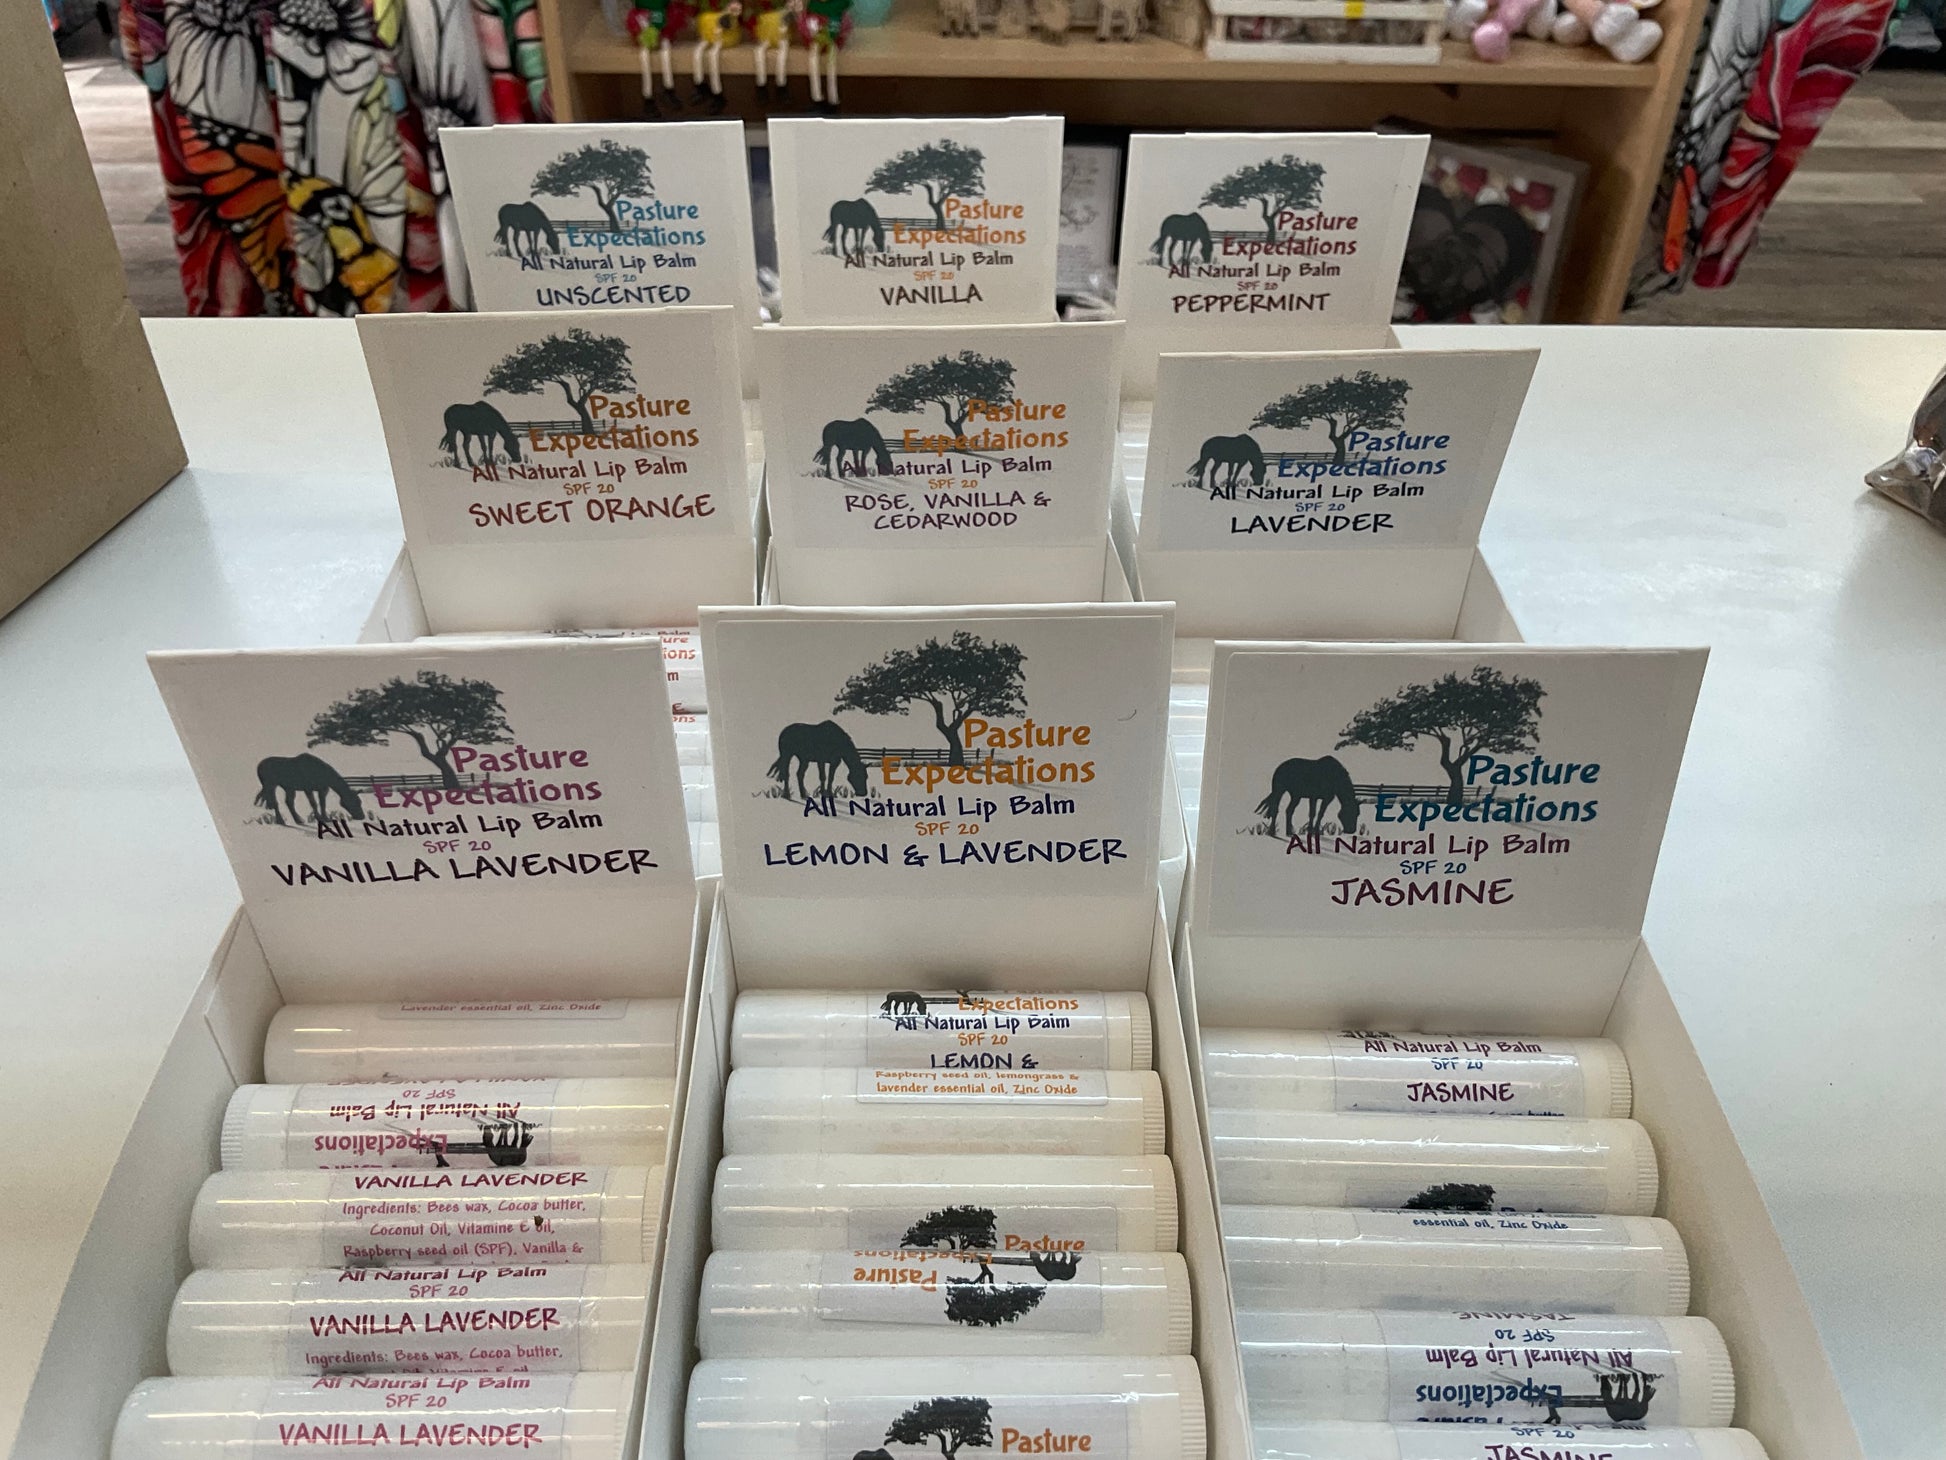 Pasture
Expectations
All Natural Lip Balm
SPF 20
UNSCENTED
Pasture
Expectations
All Natural Lip Balm
SPF 20
VANILLA
Pasture
Expectations
All Natural Lip Balm
SPF 20
PEPPERMINT
Pasture
Expectations
All Natural Lip Balm
SPF 20
SWEET ORANGE
Pasture
Expectations
All Natural Lip Balm
SPF 20
ROSE, VANILLA &
CEDARWOOD
Pasture
Expectations
All Natural Lip Balm
SPF 20
LAVENDER
Pasture
Expectations
All Natural Lip Balm
SPF 20
VANILLA LAVENDER
Pasture
Expectations
All Natural Lip Balm
SPF 20
LEMON & LAVENDER
Pasture
Expectations
All Natural Lip Balm
SPF 20
JASMINE
Lavender essential oil, Zinc Oxide
Expectations
All Natural Lip Balm
SPF 20
VANILLA LAVENDER
Ingredients: Bees wax, Cocoa butter,
Coconut Oil, Vitamine E oil,
Raspberry seed oil (SPF), Vanilla &
All Natural Lip Balm
SPF 20
VANILLA LAVENDER
Ingredients: Bees wax, Cocoa butter,
All Natural Lip Balm
SPF 20
VANILLA LAVENDER
Expectations
All Natural Lip Balm
SPF 20
LEMON &
Raspberry seed oil, lemongrass &
lavender essential oil, Zinc Oxide
Pasture
Pasture
Expectations
Pasture
All Natural Lip Balm
SPF 20
JASMINE
essential oil, Zinc Oxide
Expectations
All Natural Lip Balm
SPF 20
JASMINE
SPF 20
JASMINE